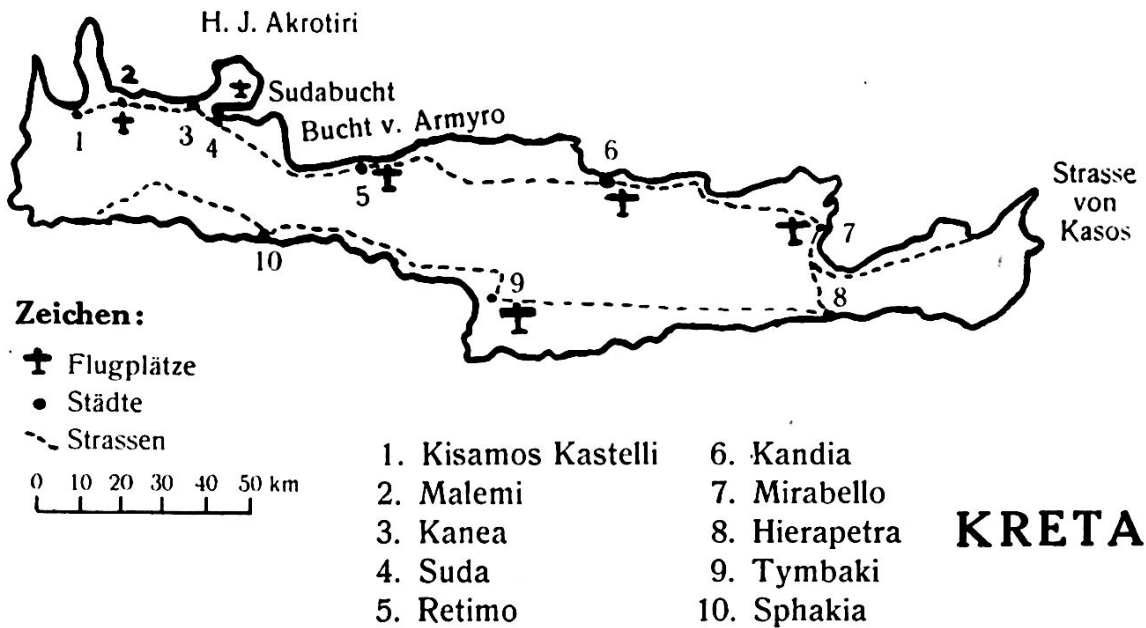 H. J. Akrotiri
2
Sudabucht
Bucht v. Armyro
1
3
4
5
6
Strasse
von
Kasos
7
10
9
8
Zeichen:
Flugplätze
Städte
Strassen
0 10 20 30 40 50 km
1. Kisamos Kastelli
2. Malemi
3. Kanea
4. Suda
5. Retimo
6. Kandia
7. Mirabello
8. Hierapetra
9. Tymbaki
10. Sphakia
KRETA